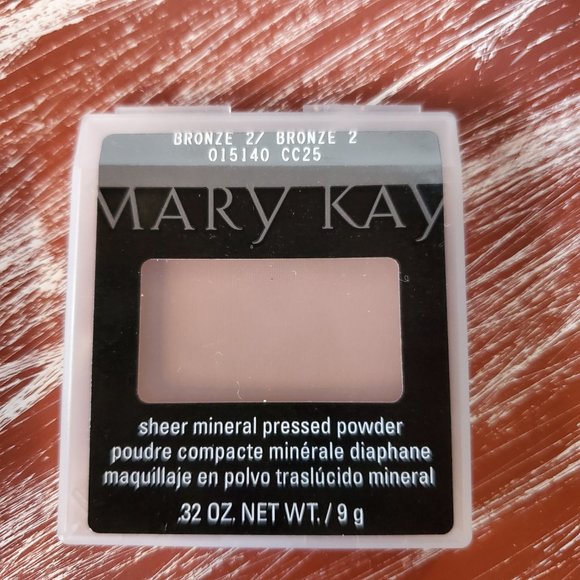 BRONZE 2/ BRONZE 2
015140 CC25
MARY KAY
sheer mineral pressed powder
poudre compacte minérale diaphane
maquillaje en polvo traslúcido mineral
.32 OZ. NET WT./ 9 g